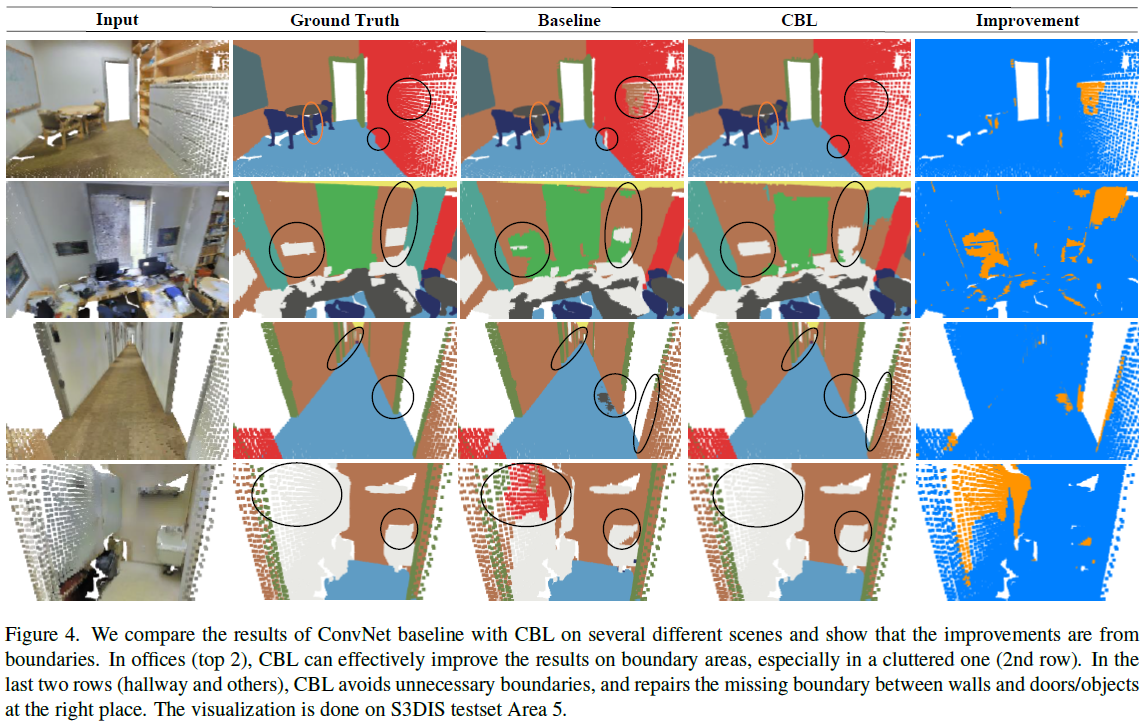 Input Ground Truth Baseline CBL Improvement
Figure 4. We compare the results of ConvNet baseline with CBL on several different scenes and show that the improvements are from
boundaries. In offices (top 2), CBL can effectively improve the results on boundary areas, especially in a cluttered one (2nd row). In the
last two rows (hallway and others), CBL avoids unnecessary boundaries, and repairs the missing boundary between walls and doors/objects
at the right place. The visualization is done on S3DIS testset Area 5.